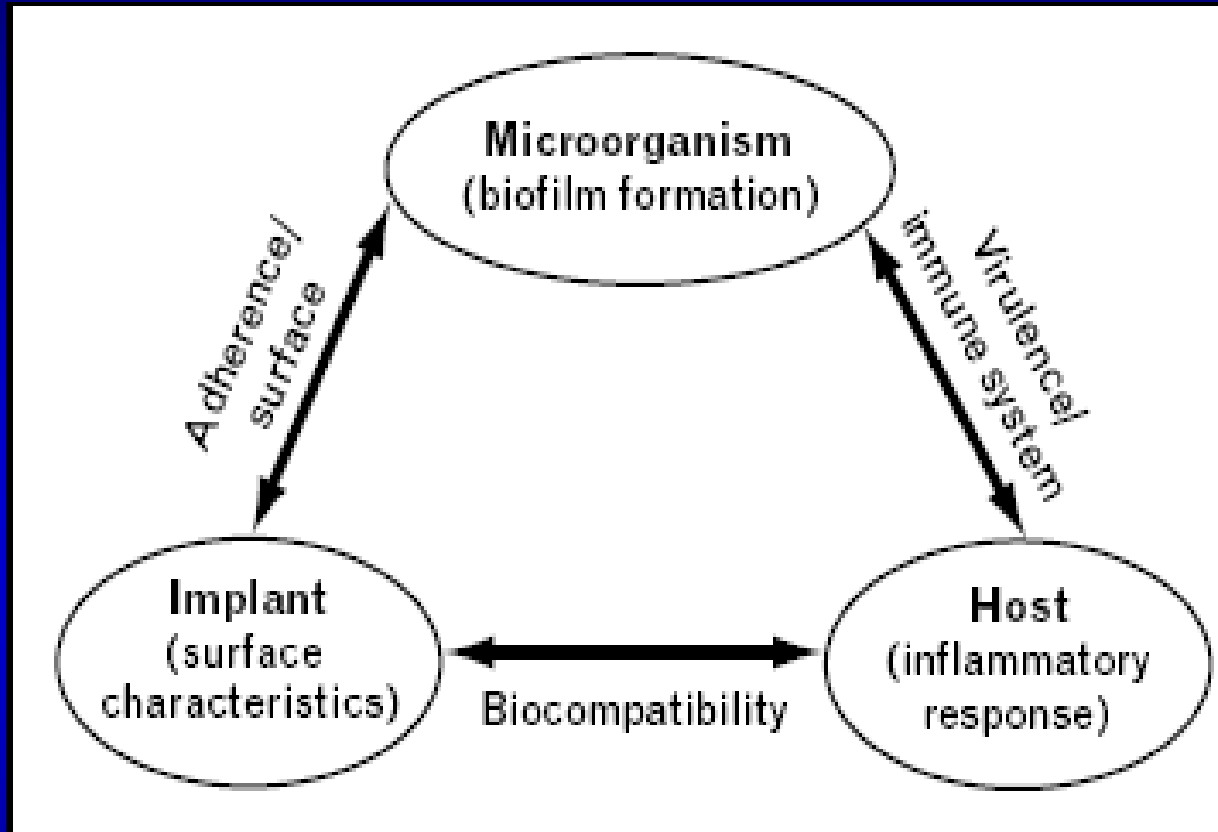 Microorganism
(biofilm formation)
Adherence/
surface
Virulence/
immune system
Implant
(surface
characteristics)
Biocompatibility
Host
(inflammatory
response)